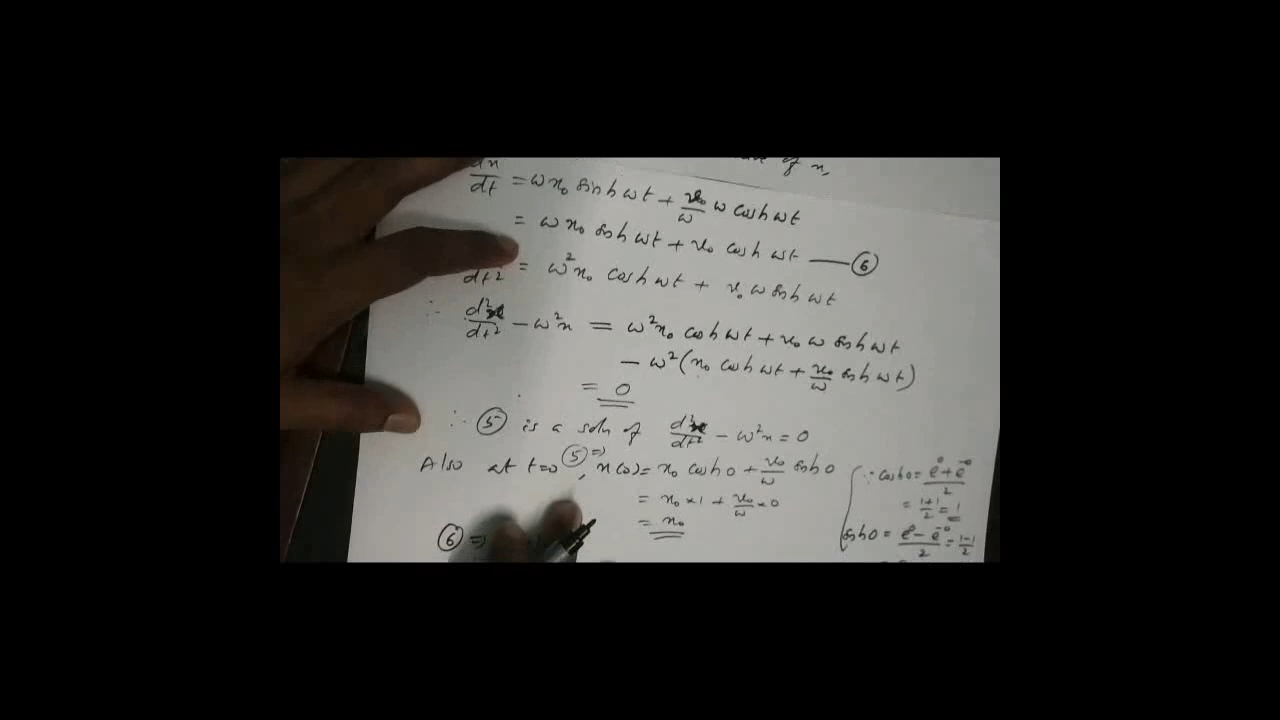 of x,
dx/dt = ωx₀ sinh ωt + v₀/ω ω cosh ωt
= ωx₀ sinh ωt + v₀ cosh ωt —— ⑥
dt² = ω²x₀ cosh ωt + v₀ ω sinh ωt
∴ d²x/dt² − ω²x = ω²x₀ cosh ωt + v₀ ω sinh ωt
− ω² (x₀ cosh ωt + v₀/ω sinh ωt)
= 0
∴ ⑤ is a soln of d²x/dt² − ω²x = 0
Also at t=0, ⑤ ⇒ x(0) = x₀ cosh 0 + v₀/ω sinh 0
= x₀ × 1 + v₀/ω × 0
= x₀
⑥ ⇒
∵ cosh 0 = (e⁰ + e⁻⁰)/2
= (1+1)/2 = 1
sinh 0 = (e⁰ − e⁻⁰)/2 = (1−1)/2